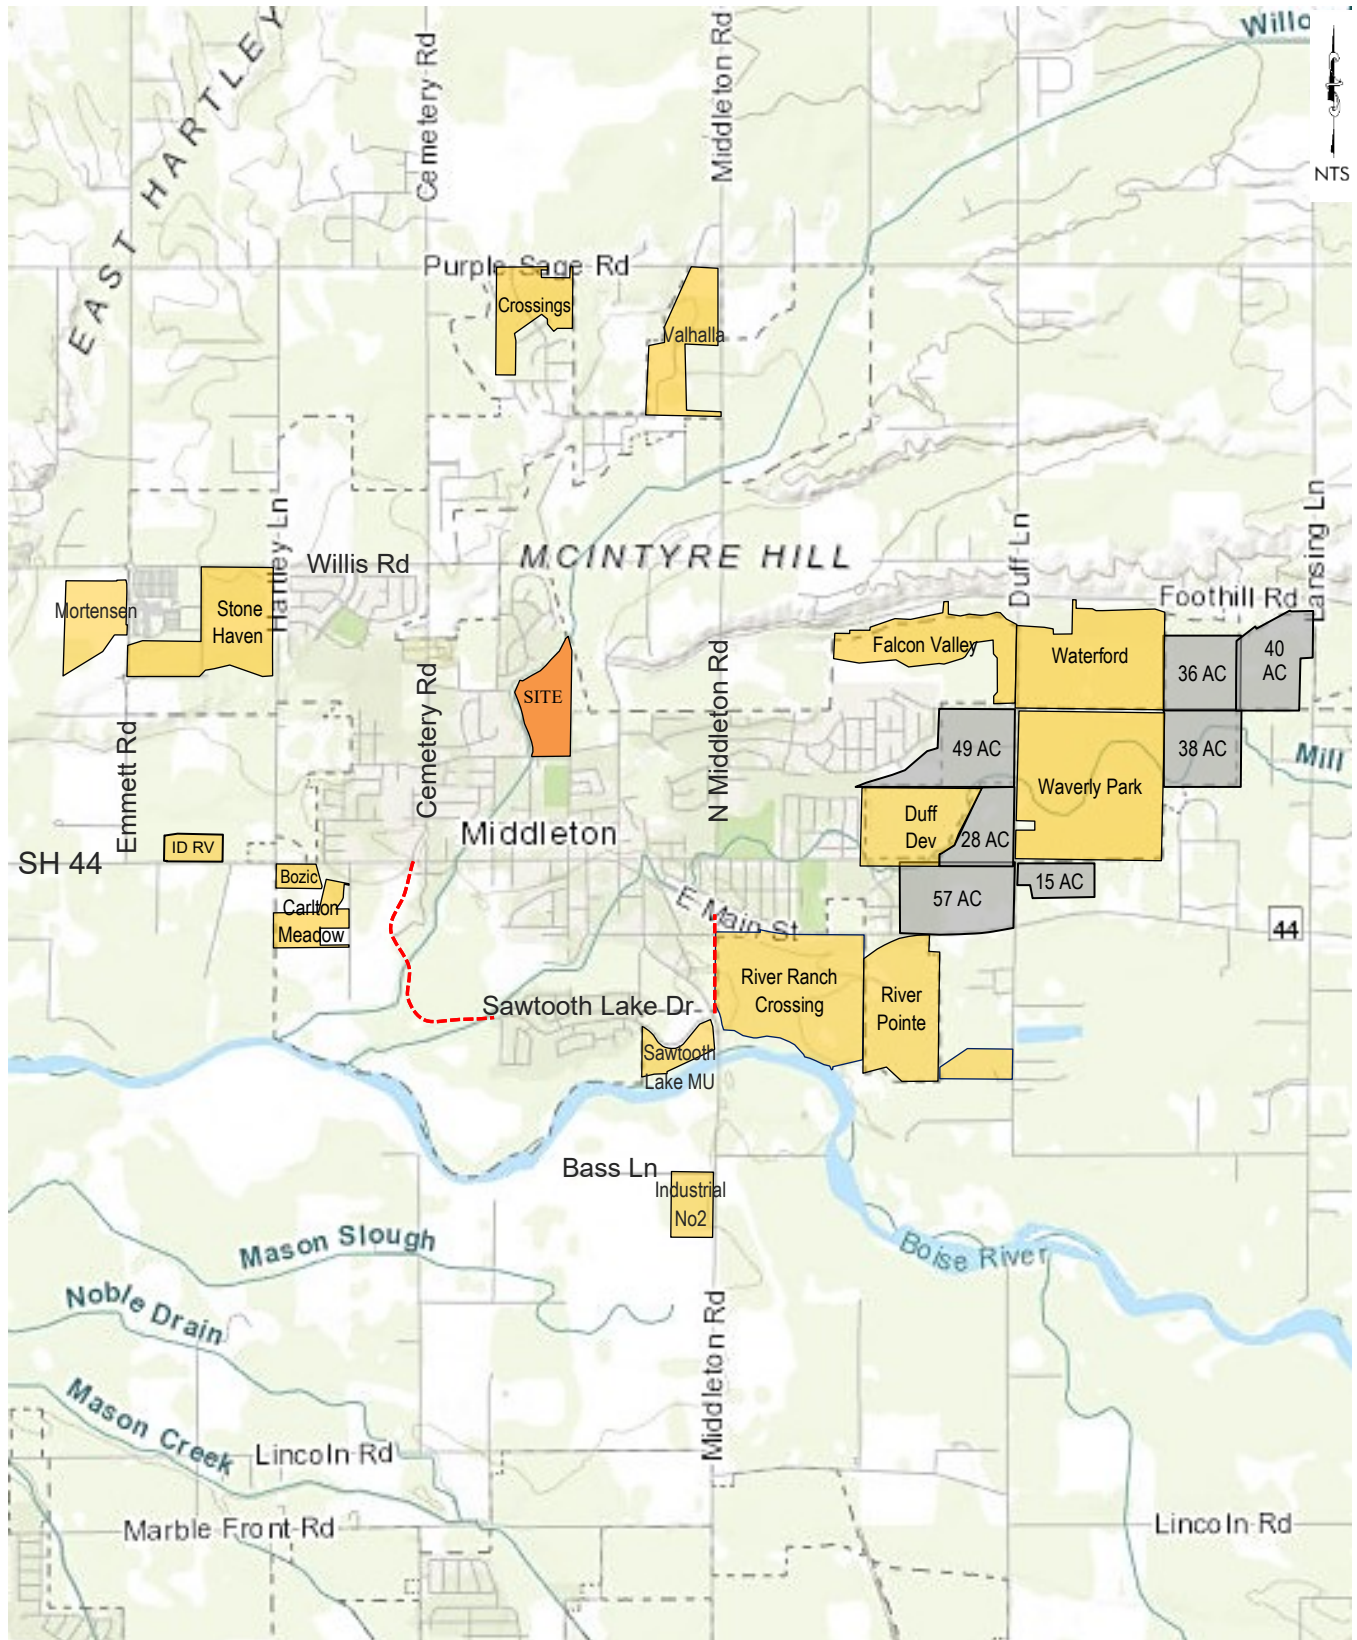 Willo
NTS
EAST HARTLEY
Cemetery Rd
Middleton Rd
Purple Sage Rd
Crossings
Valhalla
Hartley Ln
Willis Rd
MCINTYRE HILL
Duff Ln
Lansing Ln
Foothill Rd
Mortensen
Stone
Haven
Falcon Valley
Waterford
36 AC
40
AC
SITE
Emmett Rd
Cemetery Rd
N Middleton Rd
49 AC
38 AC
Mill
Waverly Park
Duff
Dev
28 AC
Middleton
ID RV
SH 44
Bozic
Carlton
Meadow
15 AC
57 AC
E Main St
44
River Ranch
Crossing
River
Pointe
Sawtooth Lake Dr
Sawtooth
Lake MU
Bass Ln
Industrial
No2
Boise River
Mason Slough
Noble Drain
Middleton Rd
Mason Creek
Lincoln Rd
Marble Front Rd
Lincoln Rd